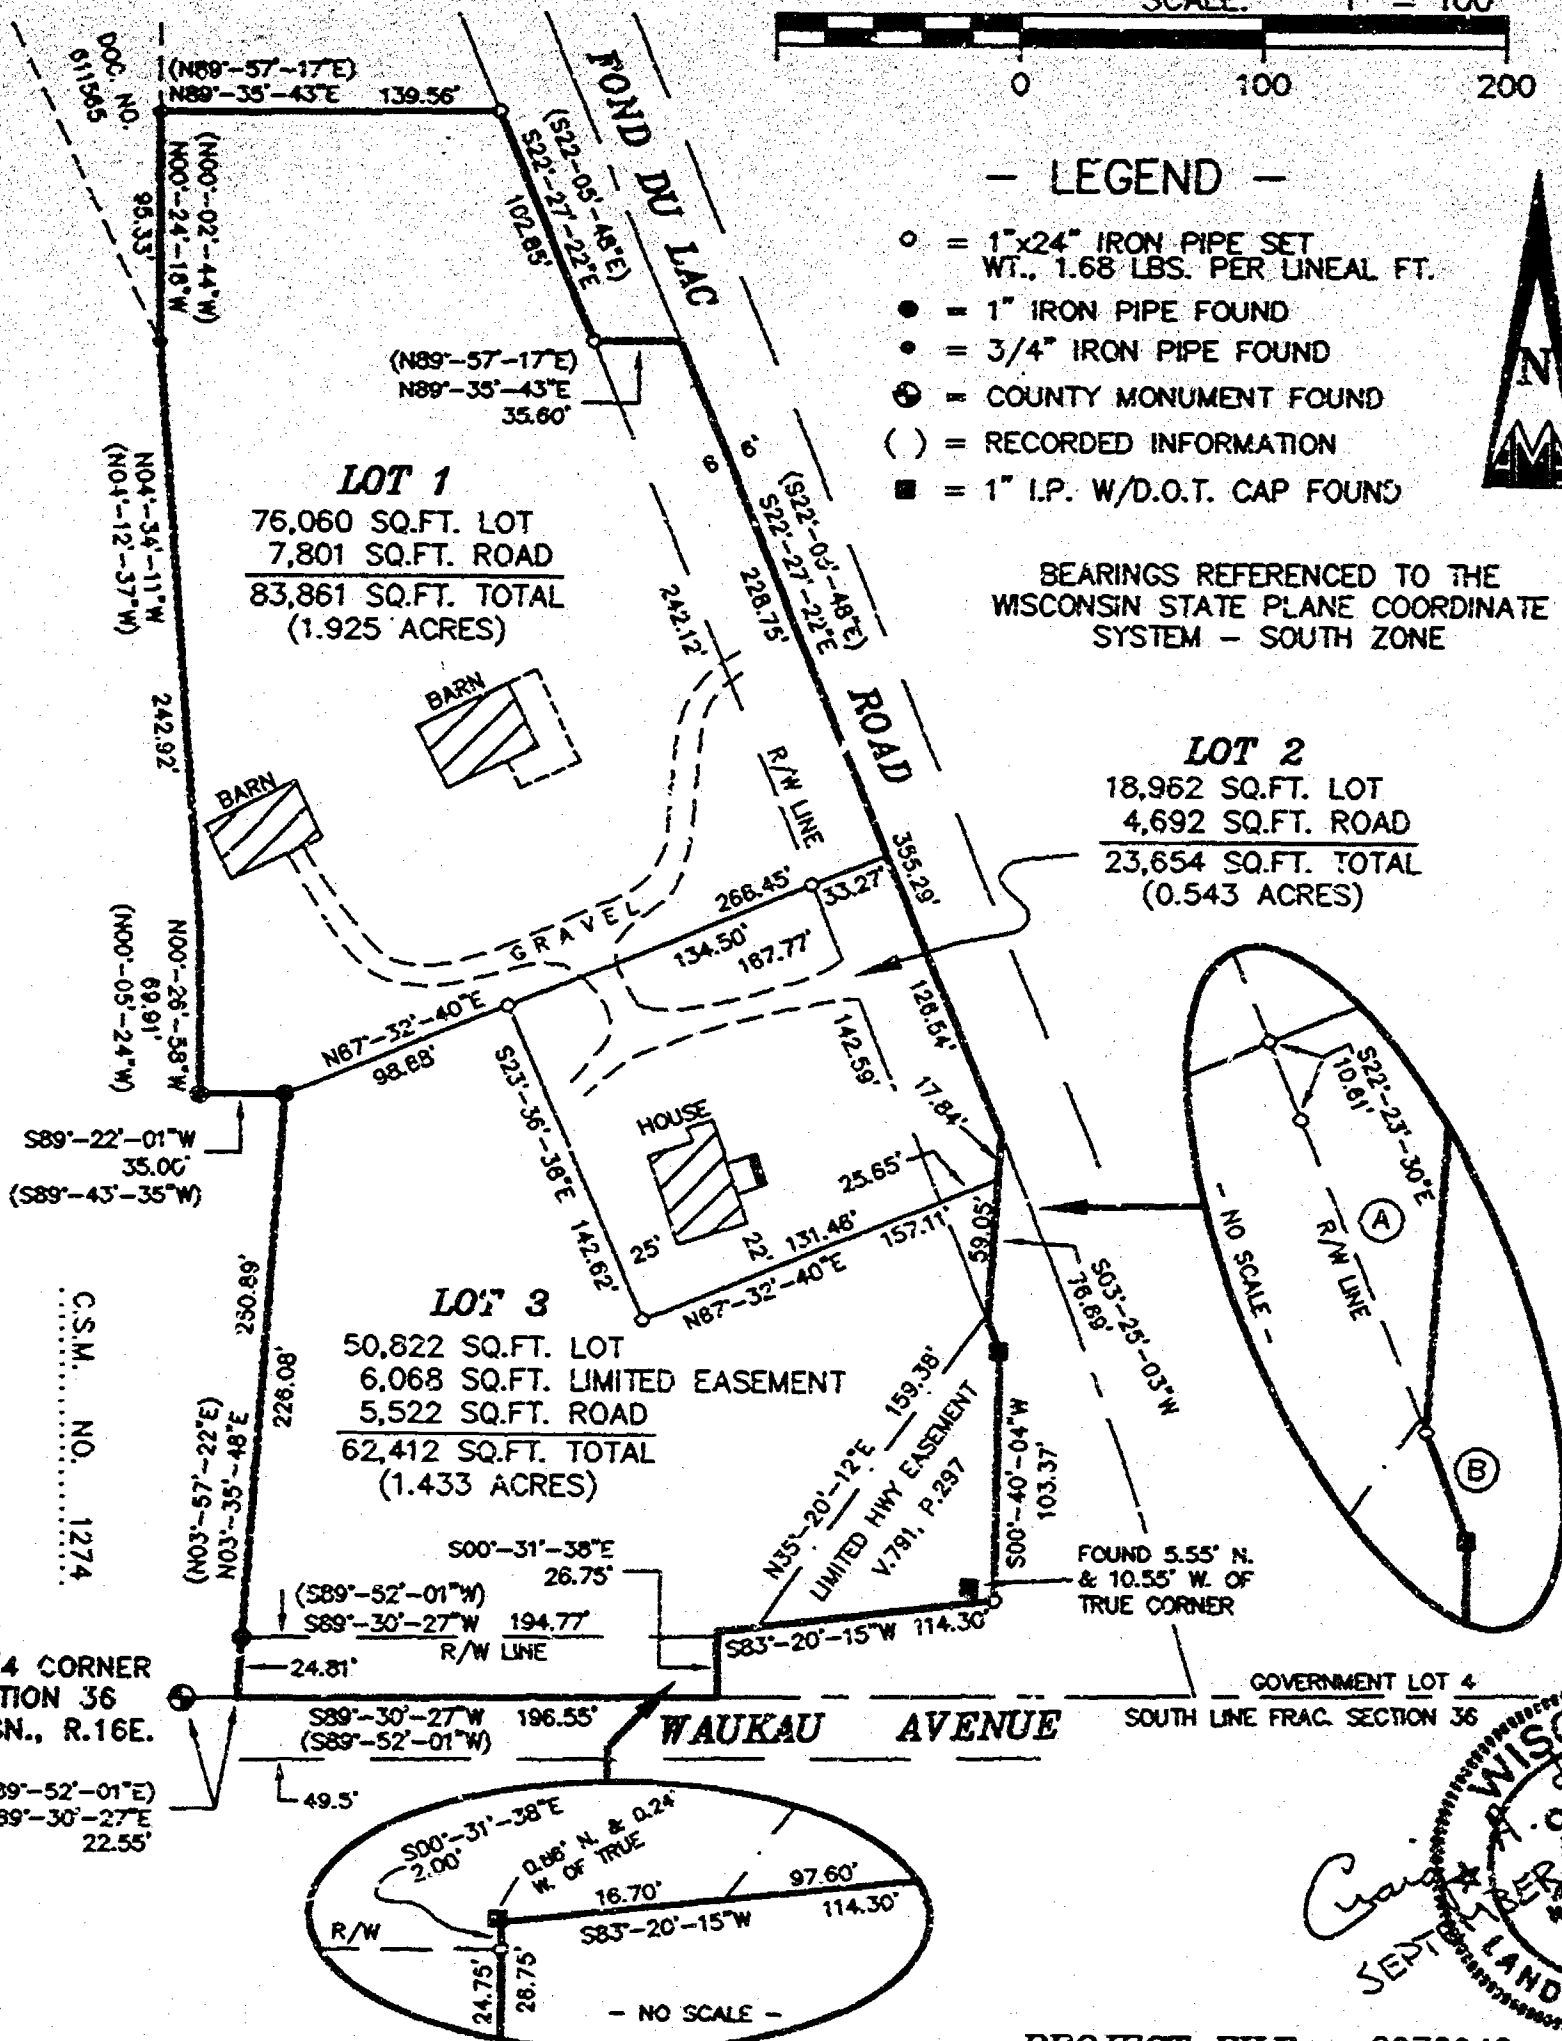 SCALE: 1" = 100'
0 100 200
— LEGEND —
○ = 1"x24" IRON PIPE SET
WT., 1.68 LBS. PER LINEAL FT.
● = 1" IRON PIPE FOUND
● = 3/4" IRON PIPE FOUND
= COUNTY MONUMENT FOUND
( ) = RECORDED INFORMATION
■ = 1" I.P. W/D.O.T. CAP FOUND
N
BEARINGS REFERENCED TO THE
WISCONSIN STATE PLANE COORDINATE
SYSTEM – SOUTH ZONE
DOC. NO.
611565
(N89°-57'-17"E)
N89°-35'-43"E 139.56'
(N00°-02'-44"W)
N00°-24'-18"W
95.33'
(S22°-05'-48"E)
S22°-27'-22"E
102.85'
FOND DU LAC
ROAD
(N89°-57'-17"E)
N89°-35'-43"E
35.60'
6 6'
(S22°-05'-48"E)
S22°-27'-22"E
228.75'
242.12'
N04°-34'-11"W
(N04°-12'-37"W)
242.92'
LOT 1
76,060 SQ.FT. LOT
7,801 SQ.FT. ROAD
83,861 SQ.FT. TOTAL
(1.925 ACRES)
BARN
BARN
R/W LINE
GRAVEL
LOT 2
18,962 SQ.FT. LOT
4,692 SQ.FT. ROAD
23,654 SQ.FT. TOTAL
(0.543 ACRES)
355.29'
266.45'
33.27'
134.50'
167.77'
126.54'
142.59'
17.84'
N67°-32'-40"E
98.68'
N00°-26'-58"W
69.91'
(N00°-05'-24"W)
S89°-22'-01"W
35.00'
(S89°-43'-35"W)
S23°-36'-38"E 142.62'
HOUSE
25'
22'
25.65'
131.46'
157.11'
N67°-32'-40"E
59.05'
S03°-25'-03"W
76.89'
S22°-23'-30"E
10.61'
A
R/W LINE
– NO SCALE –
B
LOT 3
50,822 SQ.FT. LOT
6,068 SQ.FT. LIMITED EASEMENT
5,522 SQ.FT. ROAD
62,412 SQ.FT. TOTAL
(1.433 ACRES)
250.89'
226.08'
(N03°-57'-22"E)
N03°-35'-48"E
C.S.M. NO. 1274
N35°-20'-12"E 159.38'
LIMITED HWY EASEMENT
V.791, P.297
S00°-40'-04"W
103.37'
FOUND 5.55' N.
& 10.55' W. OF
TRUE CORNER
S00°-31'-38"E
26.75'
(S89°-52'-01"W)
S89°-30'-27"W 194.77'
R/W LINE
S83°-20'-15"W 114.30'
24.81'
4 CORNER
TION 36
N., R.16E.
S89°-30'-27"W 196.55'
(S89°-52'-01"W)
WAUKAU AVENUE
GOVERNMENT LOT 4
SOUTH LINE FRAC. SECTION 36
89°-52'-01"E)
89°-30'-27"E
22.55'
49.5'
S00°-31'-38"E
2.00'
0.86' N. & 0.24'
W. OF TRUE
16.70'
97.60'
S83°-20'-15"W
114.30'
R/W
24.75'
26.75'
– NO SCALE –
WISC
LAND